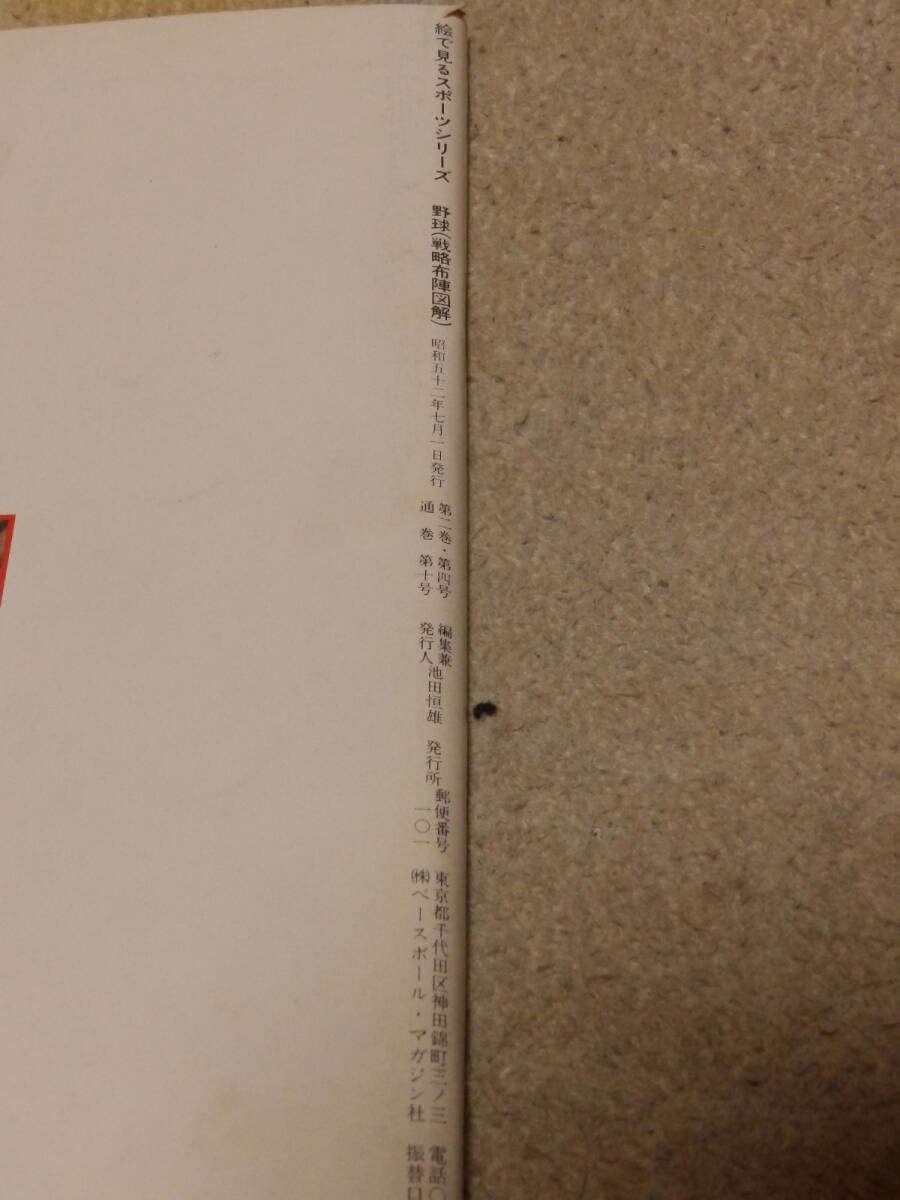 絵で見るスポーツシリーズ 野球(戦略布陣図解) 昭和五十二年七月一日発行
第二巻・第四号
通巻第十号
編集兼
発行人 池田恒雄
発行所
郵便番号
一〇一
東京都千代田区神田錦町三ノ三
㈱ベースボール・マガジン社
電話〇
振替口